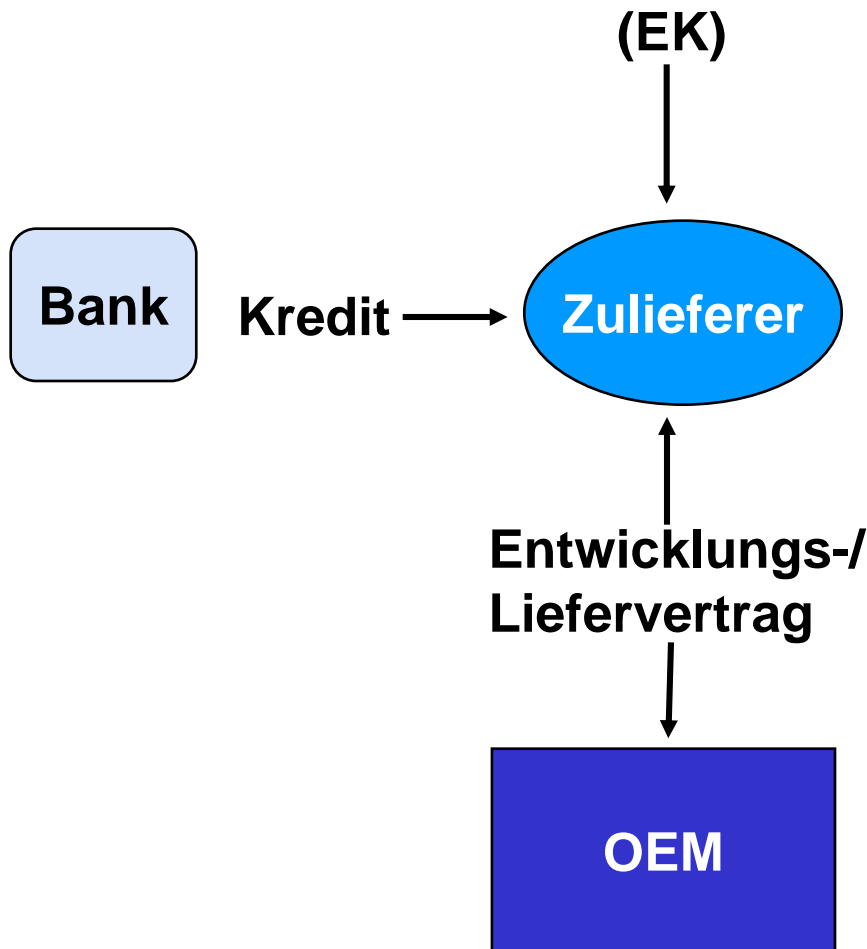 (EK)
Bank
Kredit
Zulieferer
Entwicklungs-/
Liefervertrag
OEM